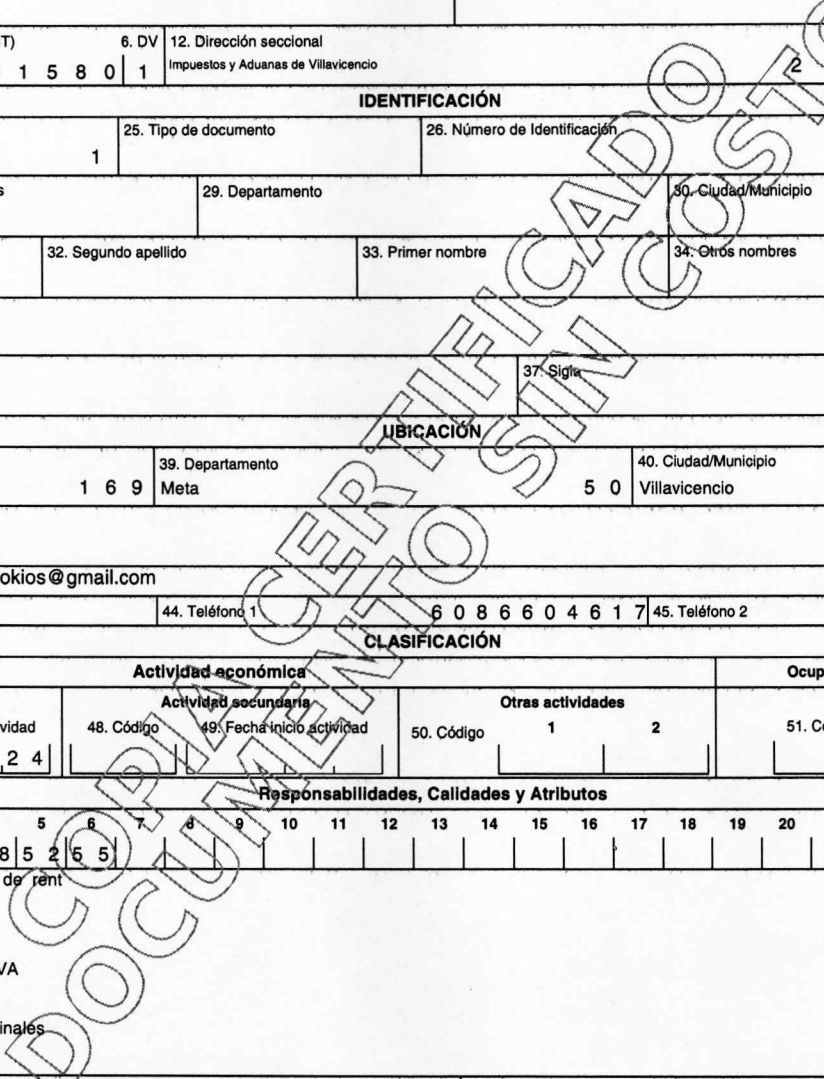 T) 6. DV 12. Dirección seccional
1 5 8 0 1 Impuestos y Aduanas de Villavicencio 2
IDENTIFICACIÓN
1 25. Tipo de documento 26. Número de Identificación
s 29. Departamento 30. Ciudad/Municipio
32. Segundo apellido 33. Primer nombre 34. Otros nombres
37. Sigla
UBICACIÓN
39. Departamento 40. Ciudad/Municipio
1 6 9 Meta 5 0 Villavicencio
okios@gmail.com
44. Teléfono 1 6 0 8 6 6 0 4 6 1 7 45. Teléfono 2
CLASIFICACIÓN
Actividad económica Ocup
Actividad secundaria Otras actividades
vidad 48. Código 49. Fecha inicio actividad 50. Código 1 2 51. Có
2 4
Responsabilidades, Calidades y Atributos
5 6 7 8 9 10 11 12 13 14 15 16 17 18 19 20
8 5 2 5 5
de rent
VA
inales
COPIA CERTIFICADO
DOCUMENTO SIN COSTO